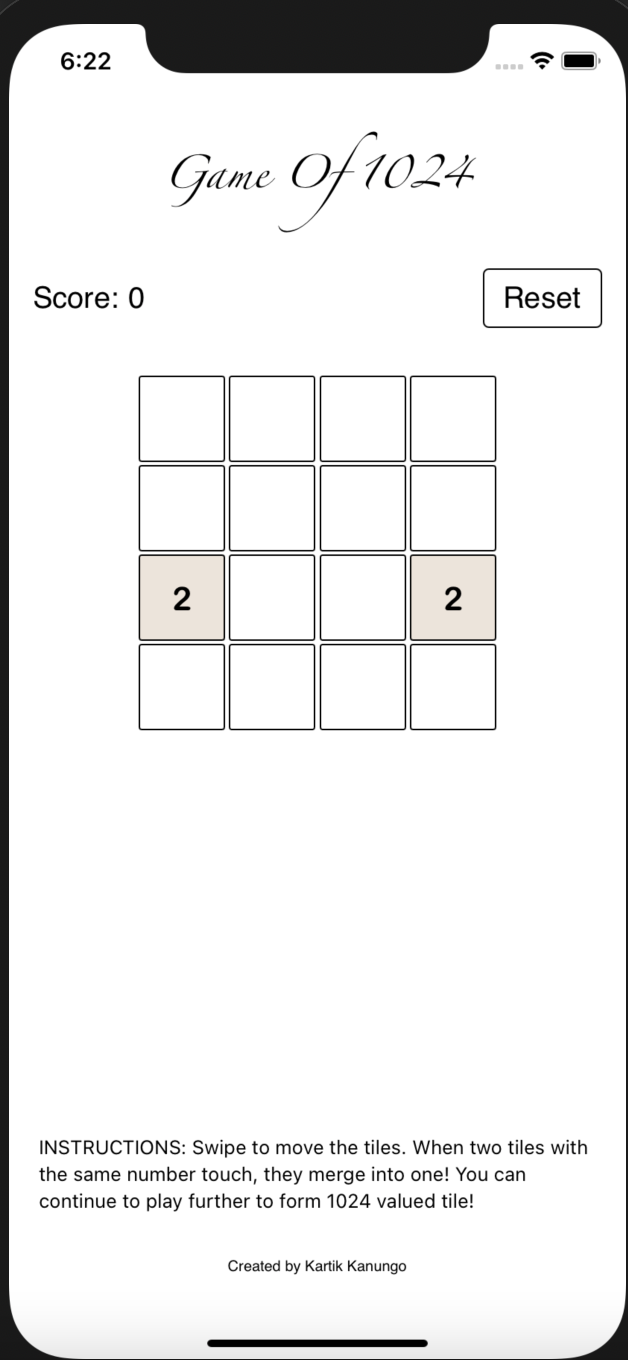 6:22
Game Of 1024
Score: 0
Reset
2 2
INSTRUCTIONS: Swipe to move the tiles. When two tiles with
the same number touch, they merge into one! You can
continue to play further to form 1024 valued tile!
Created by Kartik Kanungo